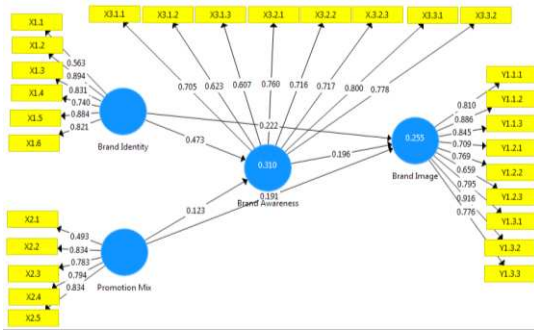 X3.1.1 X3.1.2 X3.1.3 X3.2.1 X3.2.2 X3.2.3 X3.3.1 X3.3.2
X1.1
X1.2
X1.3
X1.4
X1.5
X1.6
0.563
0.894
0.831
0.740
0.884
0.821
Brand Identity
0.705 0.623 0.607 0.760 0.716 0.717 0.800 0.778
0.473
0.222
0.310
Brand Awareness
0.196
0.191
0.123
0.255
Brand Image
0.810
0.886
0.845
0.709
0.769
0.659
0.795
0.916
0.776
Y1.1.1
Y1.1.2
Y1.1.3
Y1.2.1
Y1.2.2
Y1.2.3
Y1.3.1
Y1.3.2
Y1.3.3
X2.1
X2.2
X2.3
X2.4
X2.5
0.493
0.834
0.783
0.794
0.834
Promotion Mix